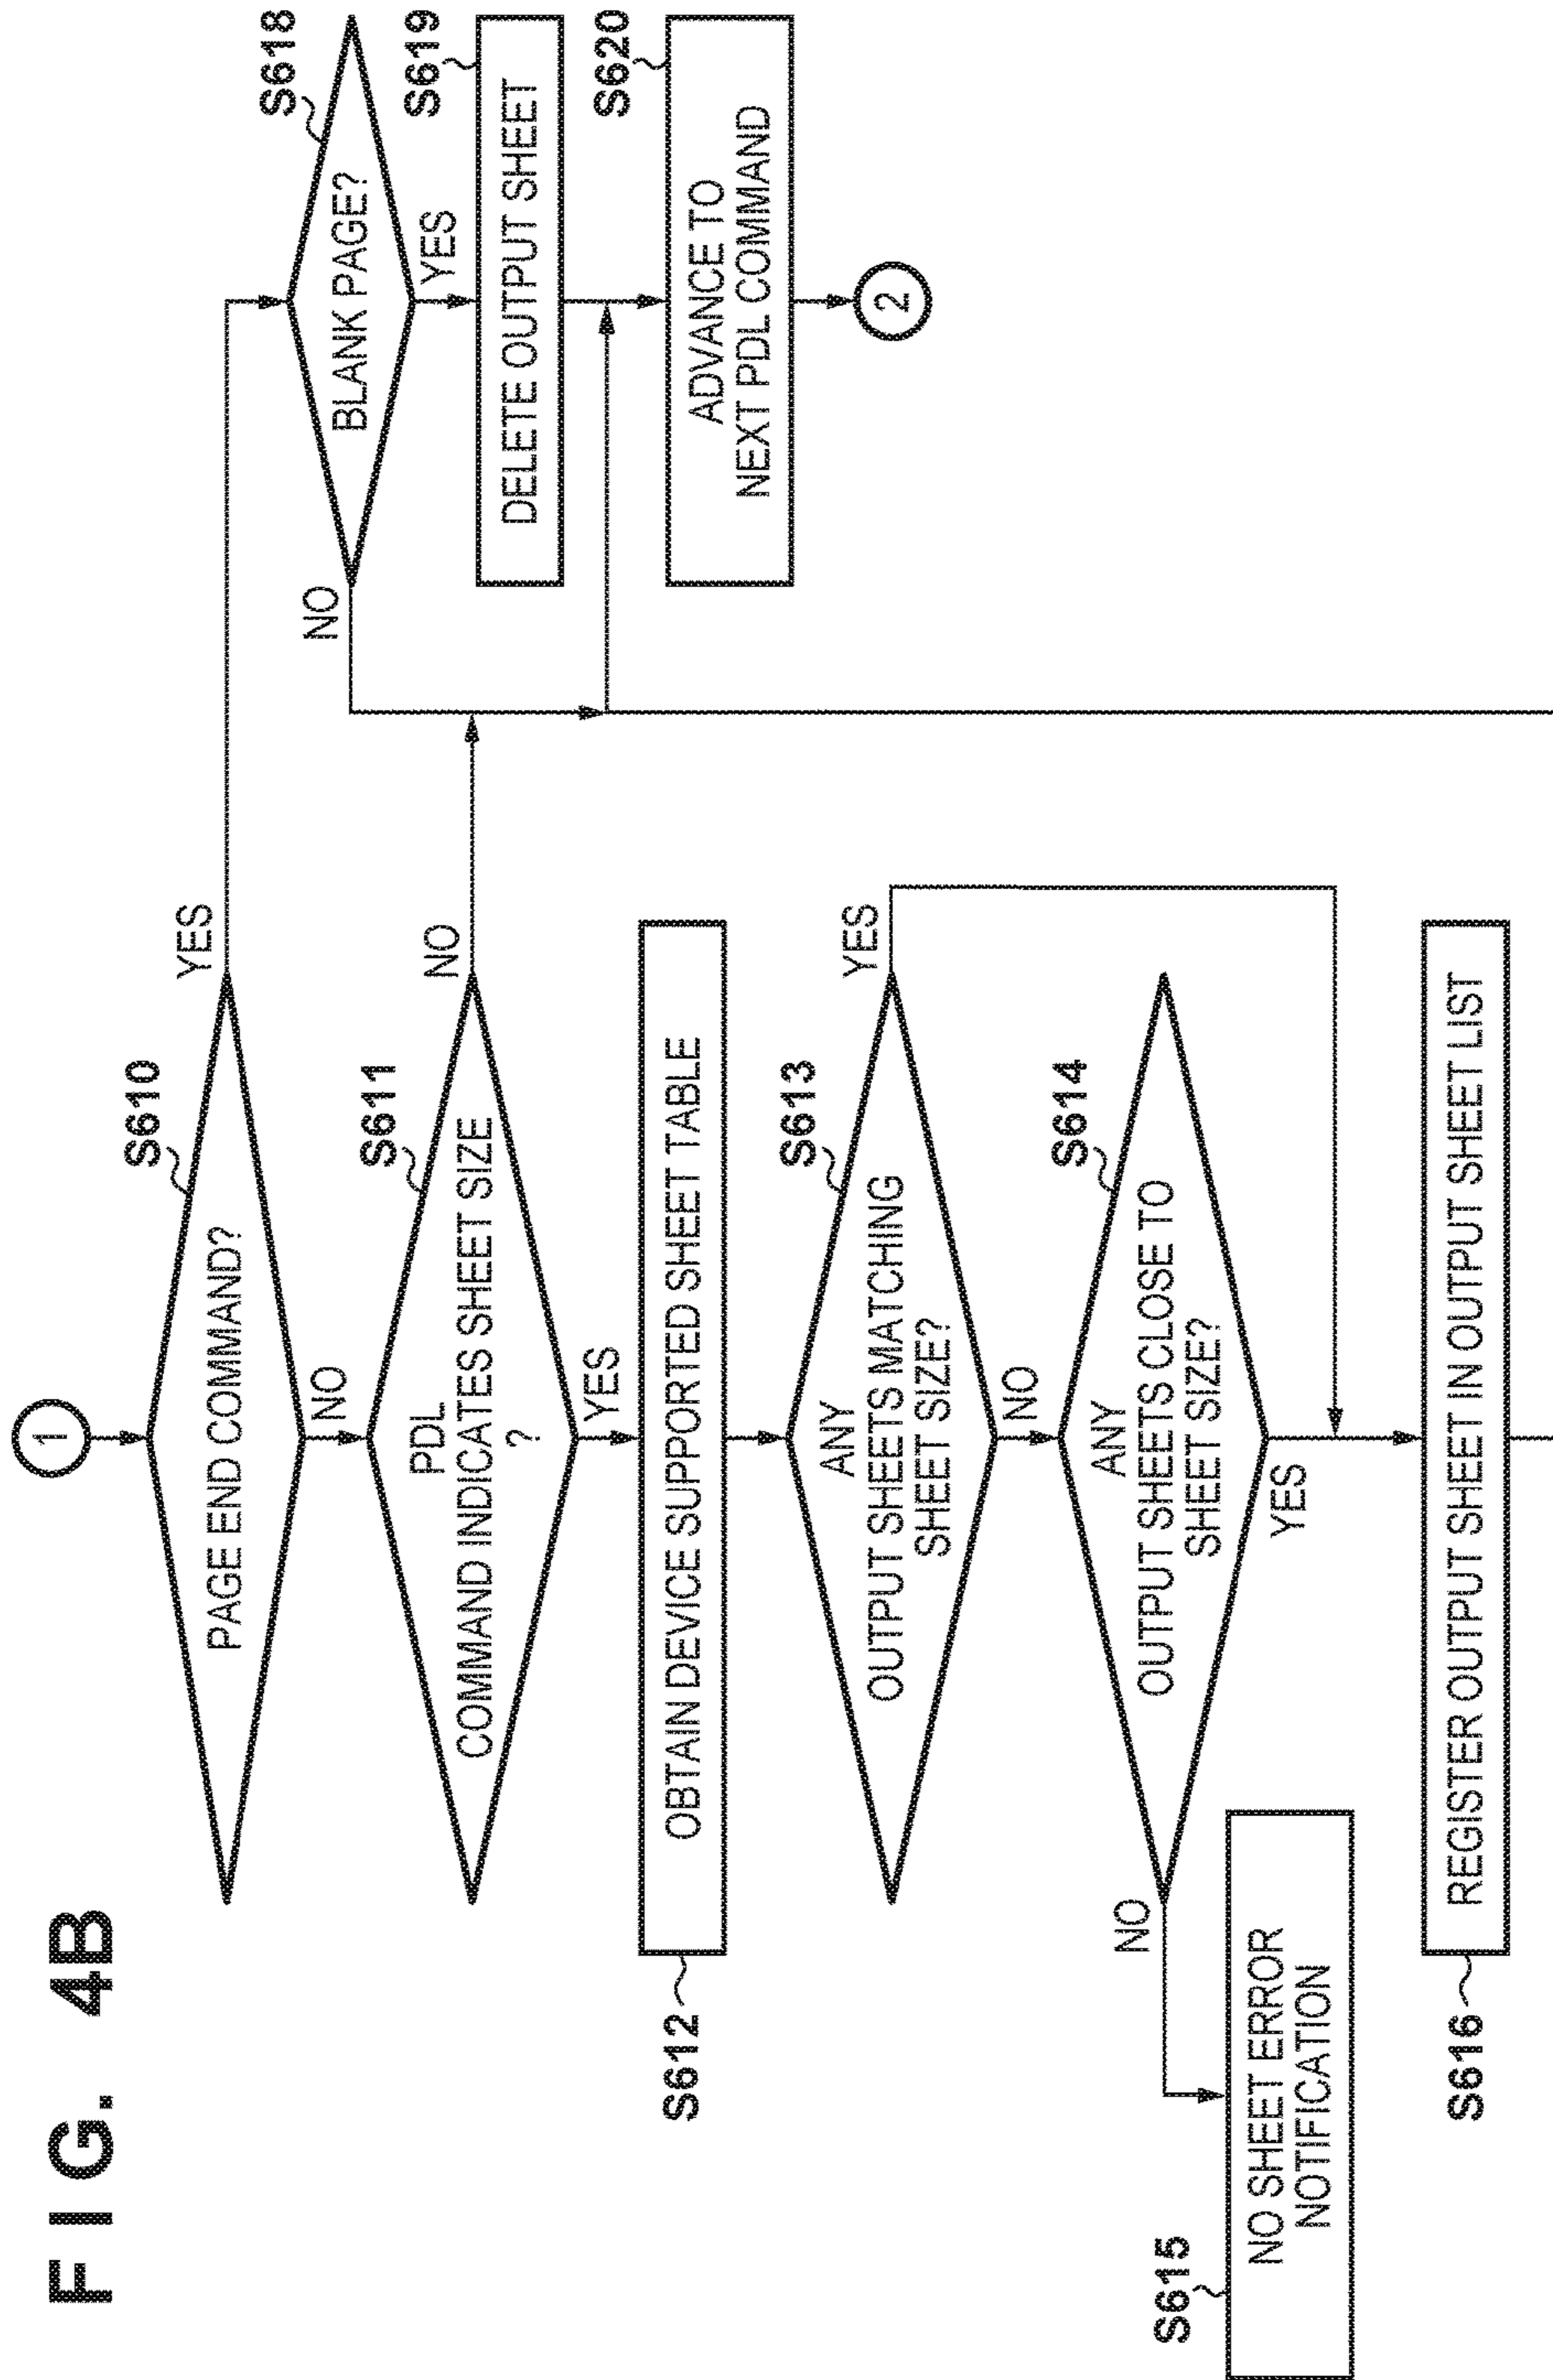 FIG. 4B
1
S610
PAGE END COMMAND?
YES
NO
S611
PDL
COMMAND INDICATES SHEET SIZE
?
NO
YES
S612
OBTAIN DEVICE SUPPORTED SHEET TABLE
S613
ANY
OUTPUT SHEETS MATCHING
SHEET SIZE?
YES
NO
S614
ANY
OUTPUT SHEETS CLOSE TO
SHEET SIZE?
NO
YES
S615
NO SHEET ERROR
NOTIFICATION
S616
REGISTER OUTPUT SHEET IN OUTPUT SHEET LIST
S618
BLANK PAGE?
NO
YES
S619
DELETE OUTPUT SHEET
S620
ADVANCE TO
NEXT PDL COMMAND
2